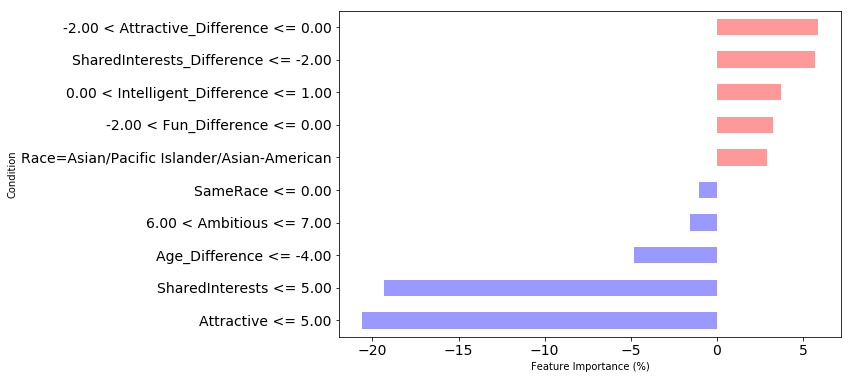 -2.00 < Attractive_Difference <= 0.00
SharedInterests_Difference <= -2.00
0.00 < Intelligent_Difference <= 1.00
-2.00 < Fun_Difference <= 0.00
Race=Asian/Pacific Islander/Asian-American
SameRace <= 0.00
6.00 < Ambitious <= 7.00
Age_Difference <= -4.00
SharedInterests <= 5.00
Attractive <= 5.00
Condition
−20 −15 −10 −5 0 5
Feature Importance (%)